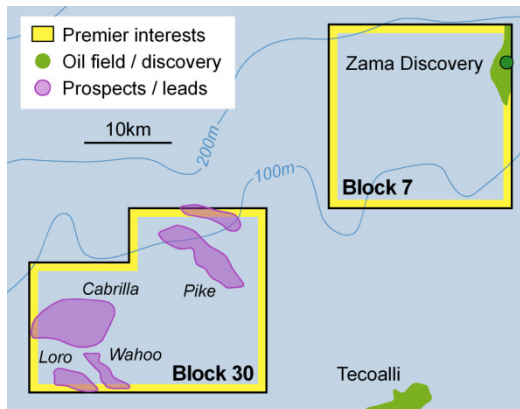 Premier interests
Oil field / discovery
Prospects / leads
10km
200m
100m
Zama Discovery
Block 7
Cabrilla
Pike
Loro
Wahoo
Block 30
Tecoalli